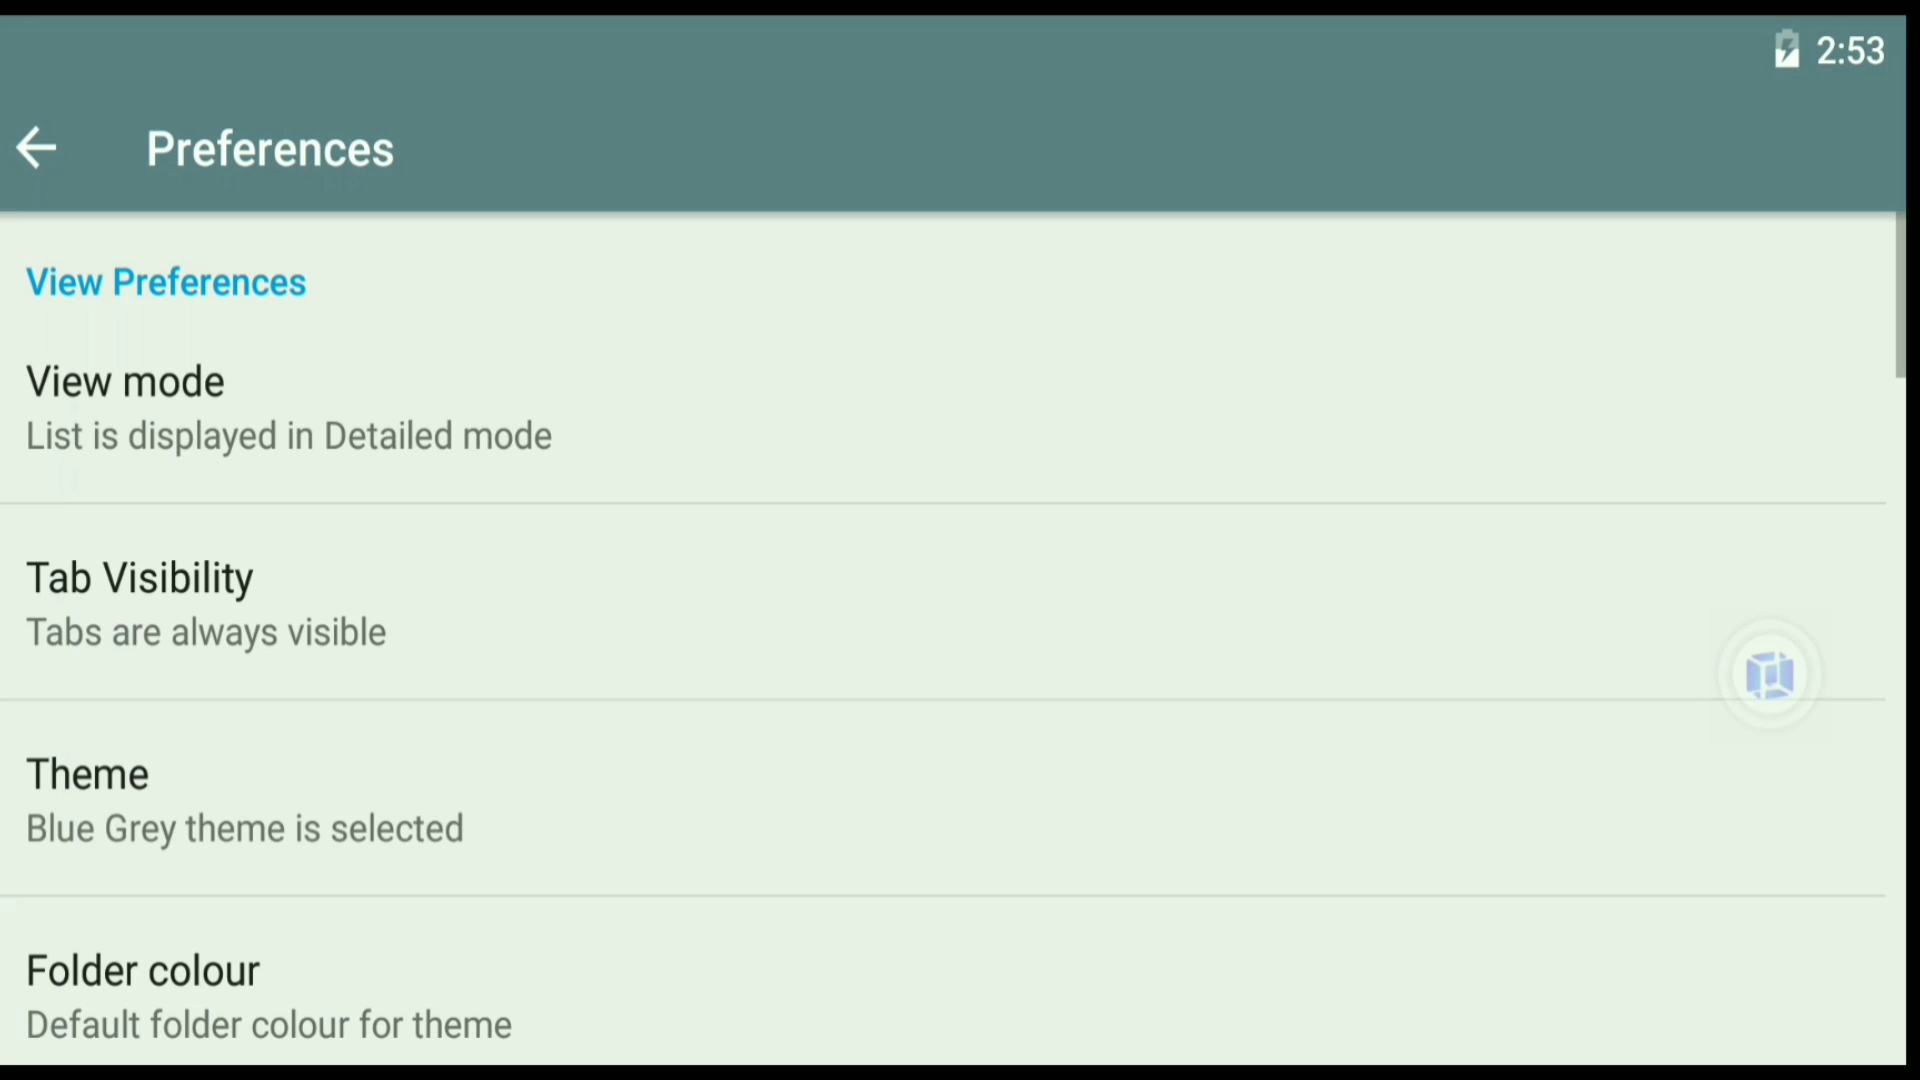 2:53
Preferences
View Preferences
View mode
List is displayed in Detailed mode
Tab Visibility
Tabs are always visible
Theme
Blue Grey theme is selected
Folder colour
Default folder colour for theme